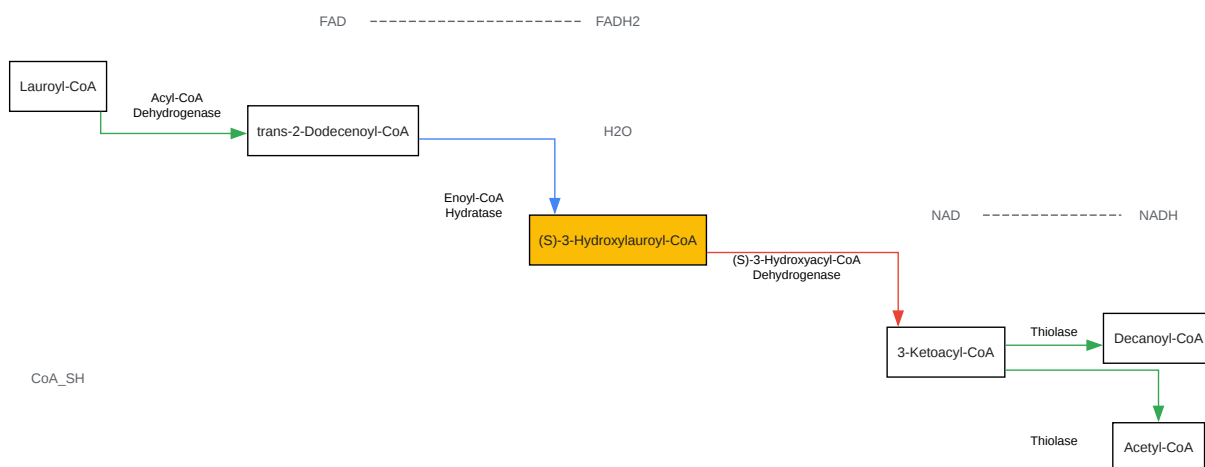 FAD
FADH2
Lauroyl-CoA
Acyl-CoA
Dehydrogenase
trans-2-Dodecenoyl-CoA
H2O
Enoyl-CoA
Hydratase
NAD
NADH
(S)-3-Hydroxylauroyl-CoA
(S)-3-Hydroxyacyl-CoA
Dehydrogenase
Thiolase
Decanoyl-CoA
3-Ketoacyl-CoA
CoA_SH
Thiolase
Acetyl-CoA